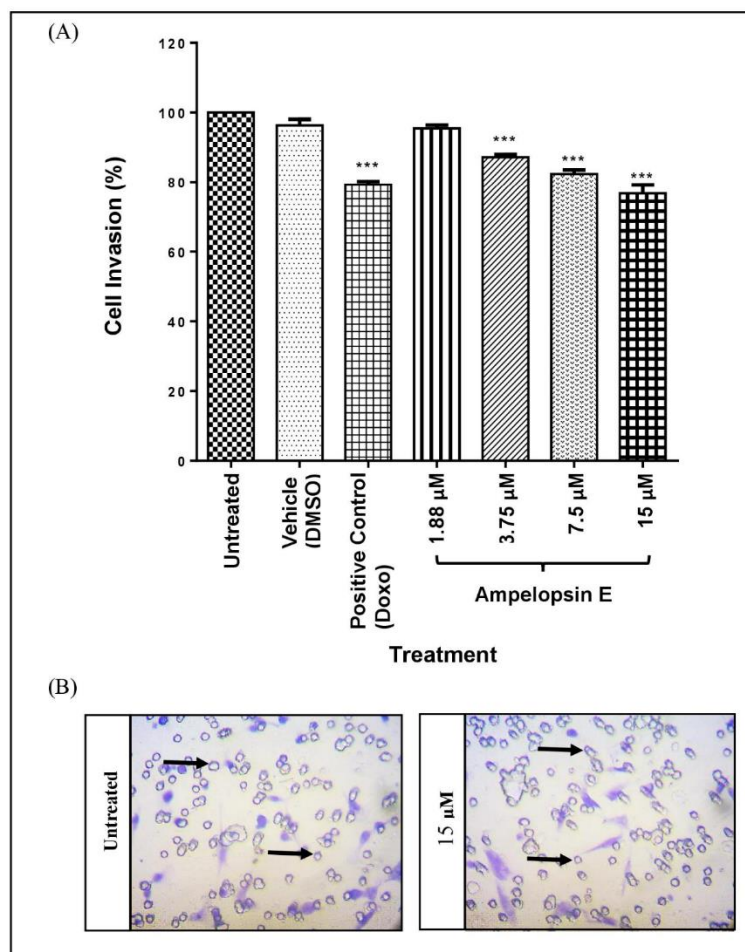 (A)
120
100
80
60
40
20
0
Cell Invasion (%)
***
***
***
***
Untreated
Vehicle
(DMSO)
Positive Control
(Doxo)
1.88 µM
3.75 µM
7.5 µM
15 µM
Ampelopsin E
Treatment
(B)
Untreated
15 µM